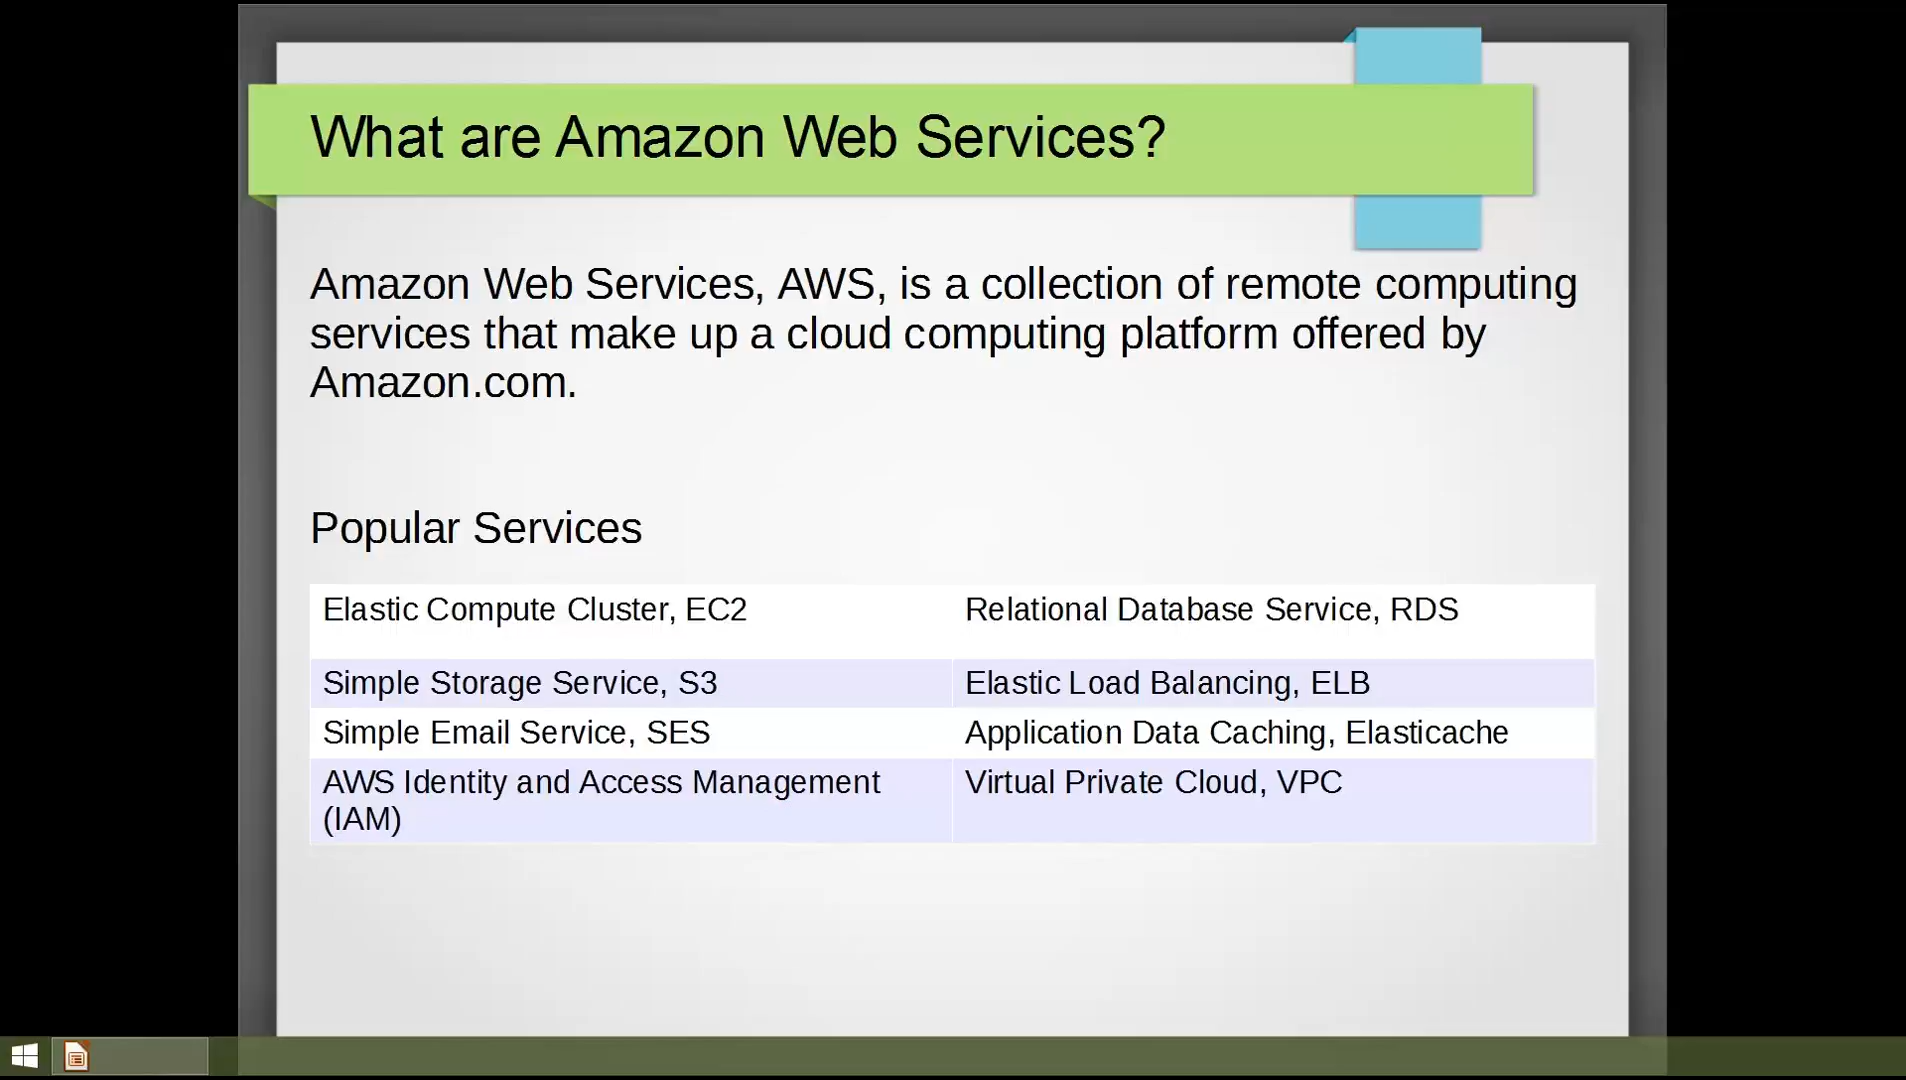 What are Amazon Web Services?
Amazon Web Services, AWS, is a collection of remote computing
services that make up a cloud computing platform offered by
Amazon.com.
Popular Services
Elastic Compute Cluster, EC2
Relational Database Service, RDS
Simple Storage Service, S3
Elastic Load Balancing, ELB
Simple Email Service, SES
Application Data Caching, Elasticache
AWS Identity and Access Management
(IAM)
Virtual Private Cloud, VPC